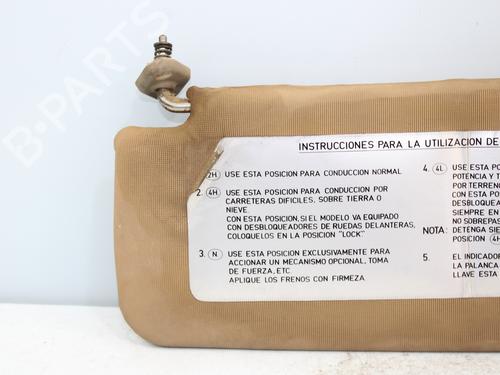 INSTRUCCIONES PARA LA UTILIZACION DE
2H USE ESTA POSICION PARA CONDUCCION NORMAL
2. 4H USE ESTA POSICION PARA CONDUCCION POR
CARRETERAS DIFICILES, SOBRE TIERRA O
NIEVE
CON ESTA POSICION, SI EL MODELO VA EQUIPADO
CON DESBLOQUEADORES DE RUEDAS DELANTERAS,
COLOQUELOS EN LA POSICION "LOCK"
3. N USE ESTA POSICION EXCLUSIVAMENTE PARA
ACCIONAR UN MECANISMO OPCIONAL, TOMA
DE FUERZA, ETC
APLIQUE LOS FRENOS CON FIRMEZA
4. 4L USE ESTA PO
POTENCIA Y T
POR TERREN
CON ESTA PO
DESBLOQUEA
SIEMPRE EN
NO SOBREPAS
NOTA: DETENGA SIE
POSICION 4H
5. EL INDICADO
LA PALANCA
LLAVE ESTA
B-PARTS